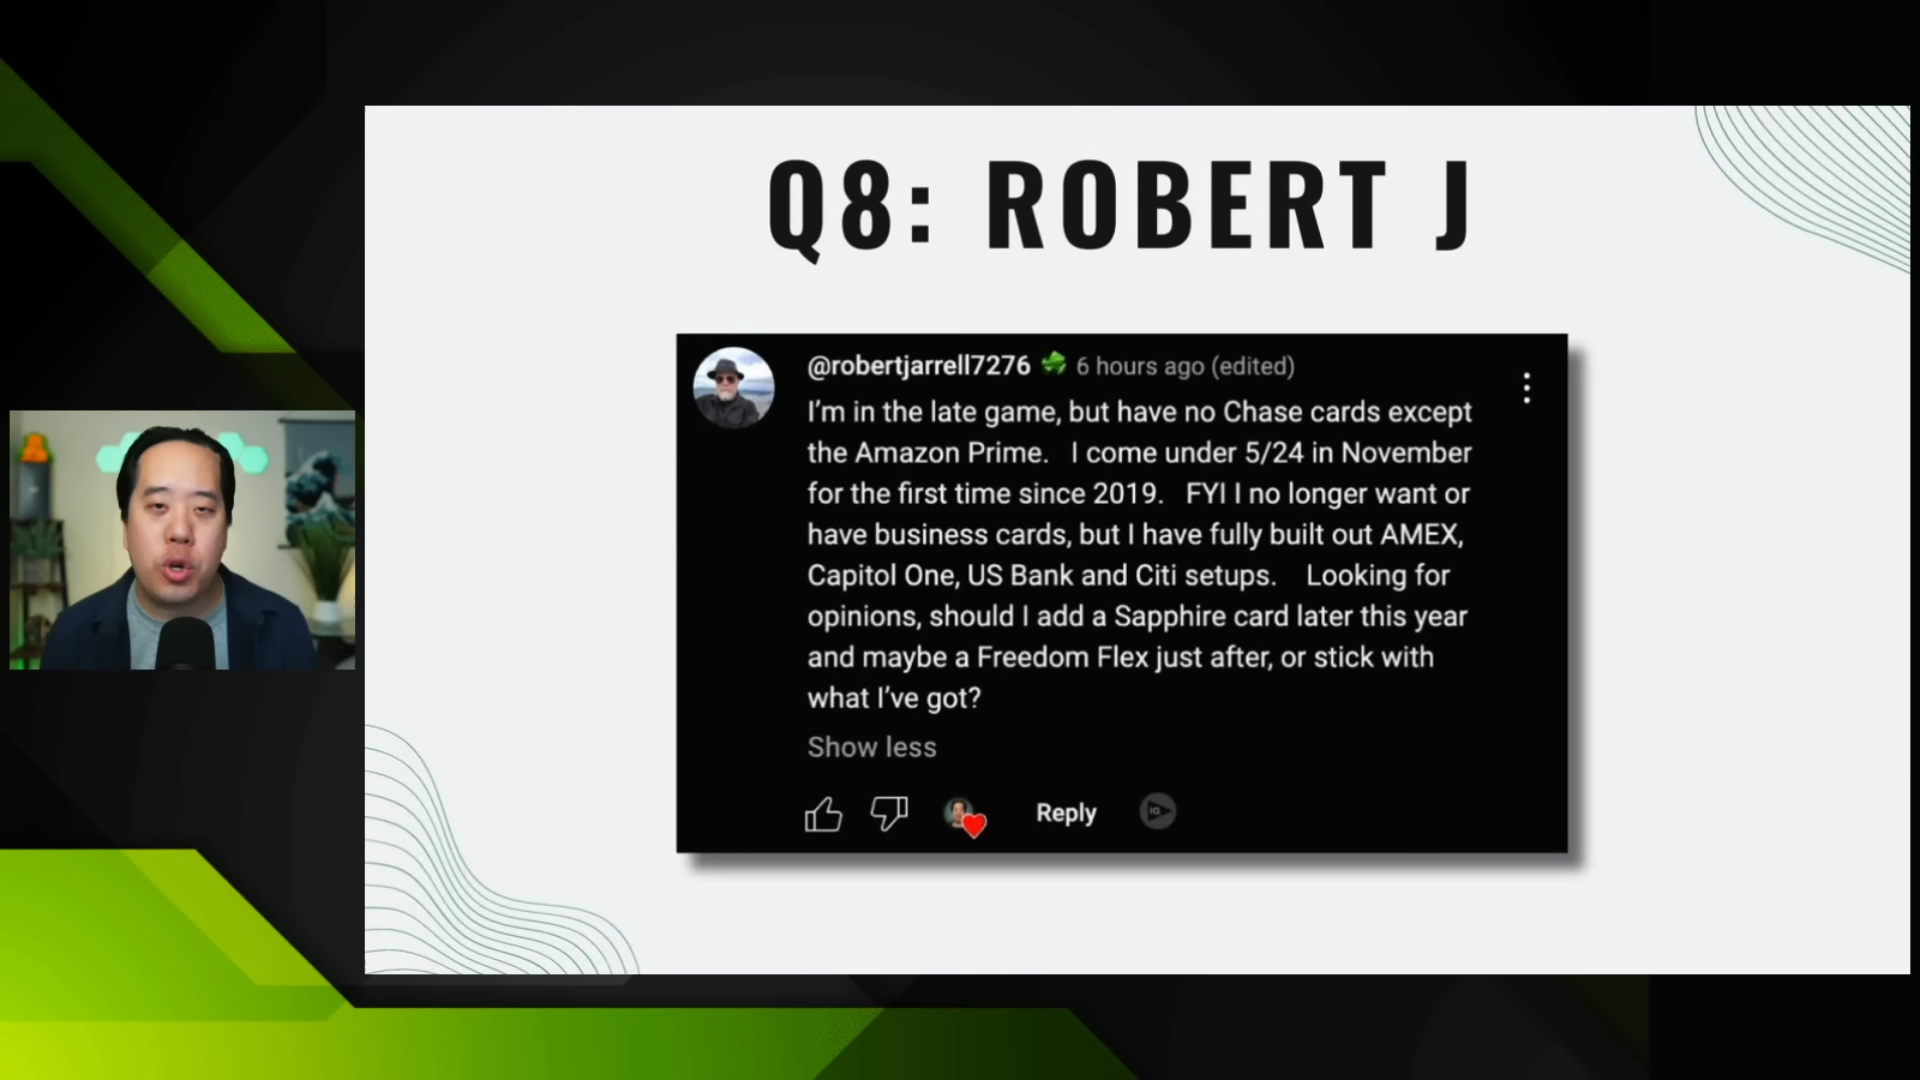 Q8: ROBERT J
@robertjarrell7276 6 hours ago (edited)
I'm in the late game, but have no Chase cards except
the Amazon Prime. I come under 5/24 in November
for the first time since 2019. FYI I no longer want or
have business cards, but I have fully built out AMEX,
Capitol One, US Bank and Citi setups. Looking for
opinions, should I add a Sapphire card later this year
and maybe a Freedom Flex just after, or stick with
what I've got?
Show less
Reply
IQ